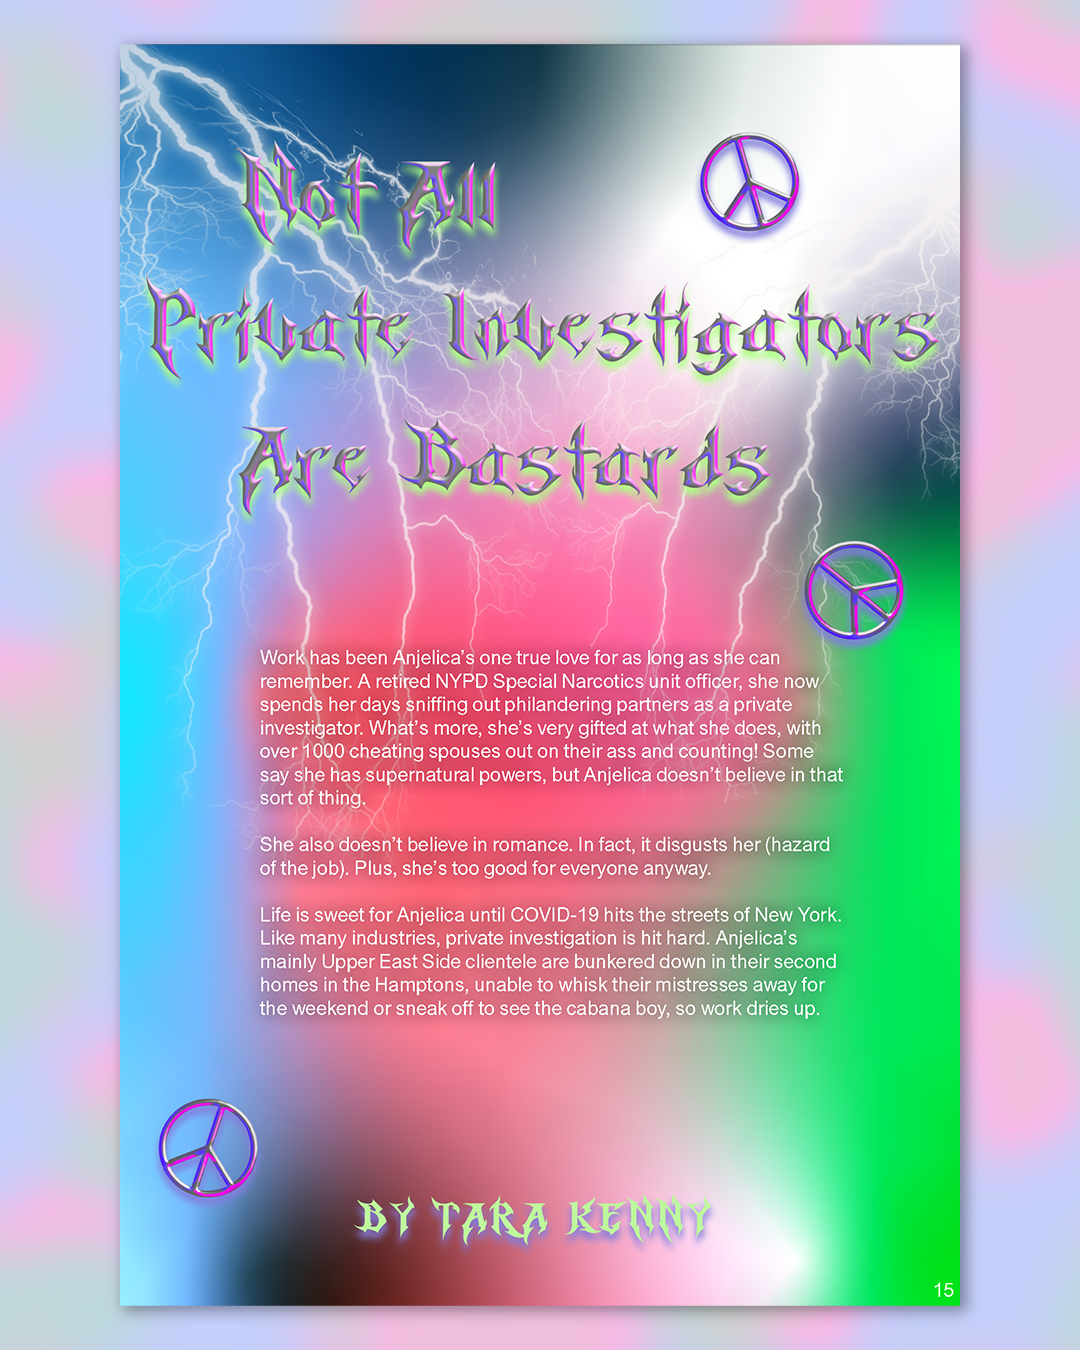 Not All
Private Investigators
Are Bastards
Work has been Anjelica’s one true love for as long as she can
remember. A retired NYPD Special Narcotics unit officer, she now
spends her days sniffing out philandering partners as a private
investigator. What’s more, she’s very gifted at what she does, with
over 1000 cheating spouses out on their ass and counting! Some
say she has supernatural powers, but Anjelica doesn’t believe in that
sort of thing.
She also doesn’t believe in romance. In fact, it disgusts her (hazard
of the job). Plus, she’s too good for everyone anyway.
Life is sweet for Anjelica until COVID-19 hits the streets of New York.
Like many industries, private investigation is hit hard. Anjelica’s
mainly Upper East Side clientele are bunkered down in their second
homes in the Hamptons, unable to whisk their mistresses away for
the weekend or sneak off to see the cabana boy, so work dries up.
BY TARA KENNY
15